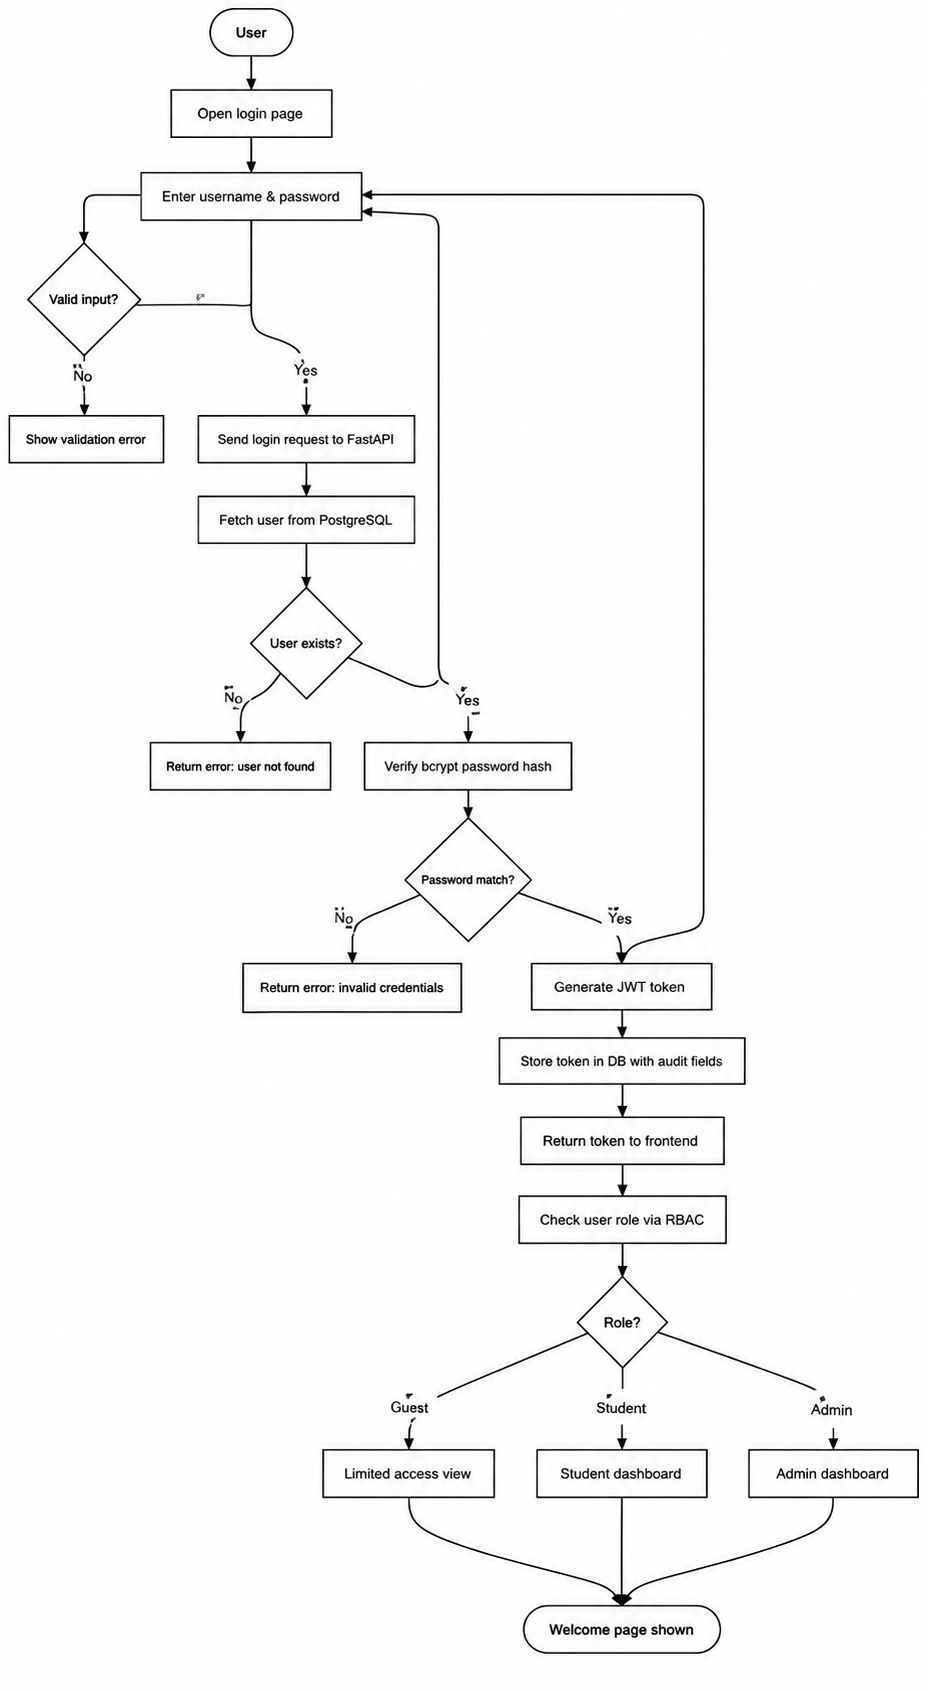 User
Open login page
Enter username & password
Valid input?
No
Yes
Show validation error
Send login request to FastAPI
Fetch user from PostgreSQL
User exists?
No
Yes
Return error: user not found
Verify bcrypt password hash
Password match?
No
Yes
Return error: invalid credentials
Generate JWT token
Store token in DB with audit fields
Return token to frontend
Check user role via RBAC
Role?
Guest
Student
Admin
Limited access view
Student dashboard
Admin dashboard
Welcome page shown